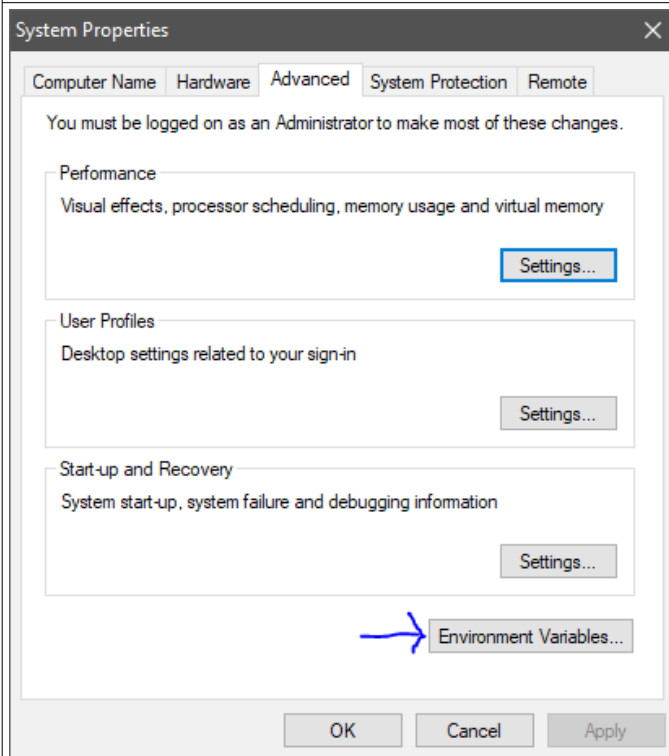 System Properties
Computer Name Hardware Advanced System Protection Remote
You must be logged on as an Administrator to make most of these changes.
Performance
Visual effects, processor scheduling, memory usage and virtual memory
Settings...
User Profiles
Desktop settings related to your sign-in
Settings...
Start-up and Recovery
System start-up, system failure and debugging information
Settings...
Environment Variables...
OK Cancel Apply